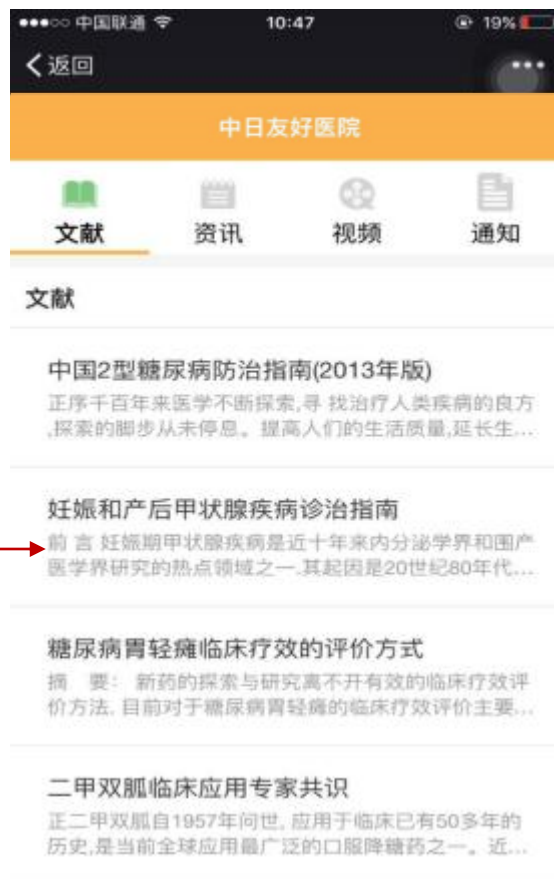 中国联通
10:47
19%
返回
中日友好医院
文献
资讯
视频
通知
文献
中国2型糖尿病防治指南(2013年版)
正序千百年来医学不断探索,寻 找治疗人类疾病的良方
,探索的脚步从未停息。提高人们的生活质量,延长生...
妊娠和产后甲状腺疾病诊治指南
前 言 妊娠期甲状腺疾病是近十年来内分泌学界和围产
医学界研究的热点领域之一.其起因是20世纪80年代...
糖尿病胃轻瘫临床疗效的评价方式
摘 要： 新药的探索与研究离不开有效的临床疗效评
价方法. 目前对于糖尿病胃轻瘫的临床疗效评价主要...
二甲双胍临床应用专家共识
正二甲双胍自1957年问世, 应用于临床已有50多年的
历史,是当前全球应用最广泛的口服降糖药之一。近...